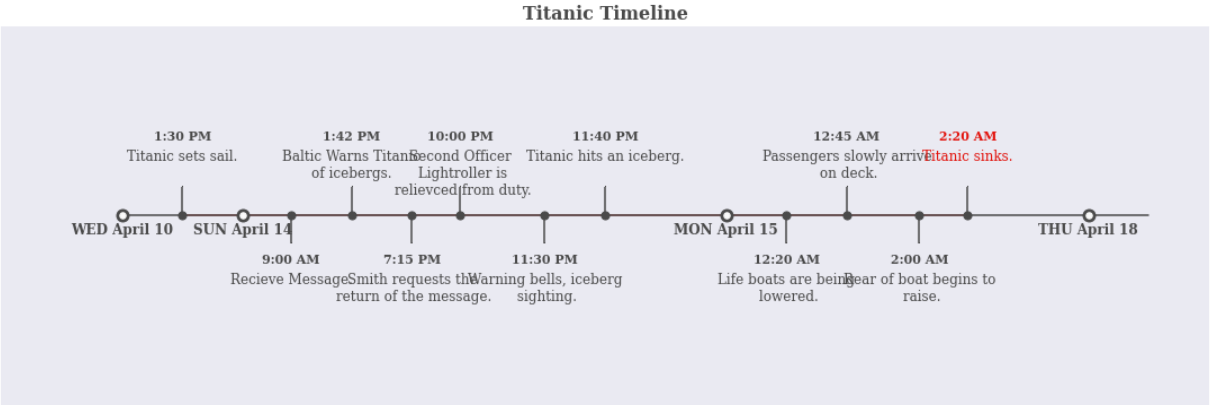 Titanic Timeline
1:30 PM
Titanic sets sail.
1:42 PM
Baltic Warns Titanic
of icebergs.
10:00 PM
Second Officer
Lightroller is
relievced from duty.
11:40 PM
Titanic hits an iceberg.
12:45 AM
Passengers slowly arrive
on deck.
2:20 AM
Titanic sinks.
WED April 10
SUN April 14
MON April 15
THU April 18
9:00 AM
Recieve Message
7:15 PM
Smith requests the
return of the message.
11:30 PM
Warning bells, iceberg
sighting.
12:20 AM
Life boats are being
lowered.
2:00 AM
Rear of boat begins to
raise.